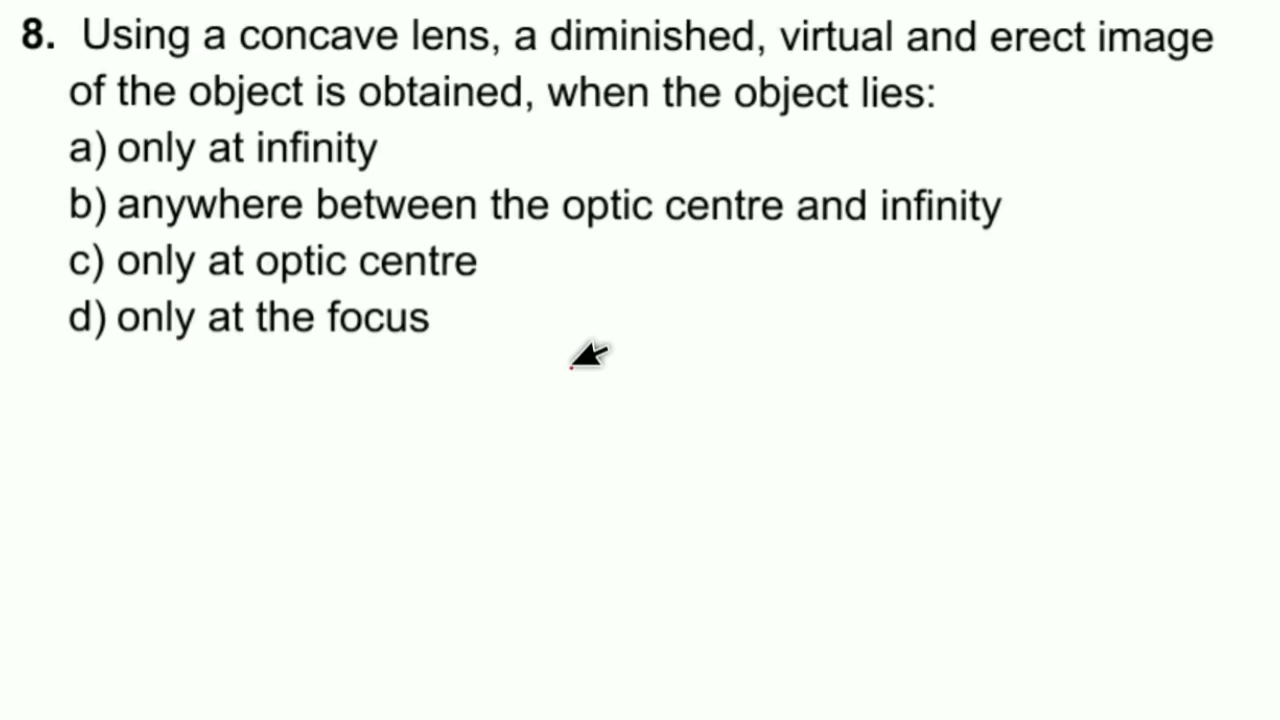 8. Using a concave lens, a diminished, virtual and erect image
of the object is obtained, when the object lies:
a) only at infinity
b) anywhere between the optic centre and infinity
c) only at optic centre
d) only at the focus